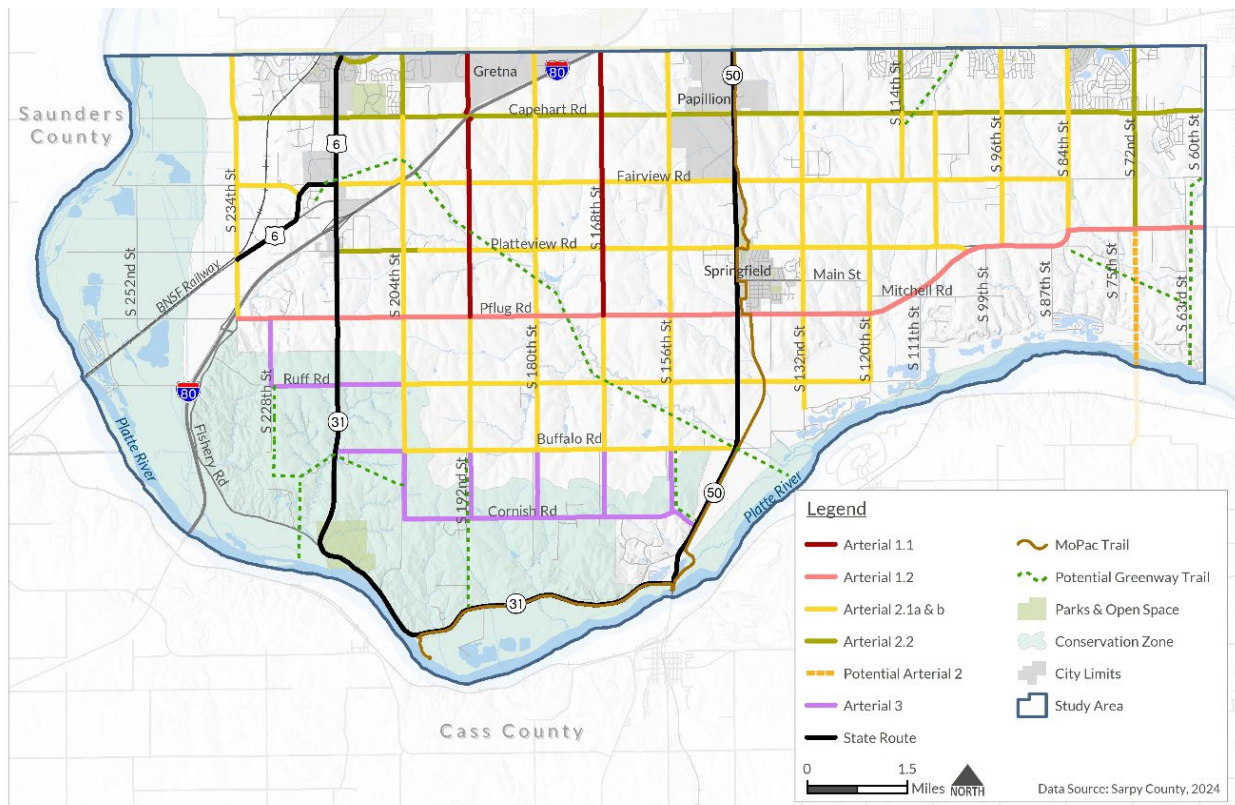 Saunders
County
Gretna
80
50
Papillion
Capehart Rd
S 114th St
S 96th St
S 84th St
S 72nd St
S 60th St
6
Fairview Rd
S 234th St
6
S 252nd St
BNSF Railway
S 204th St
Platteview Rd
S 168th St
Springfield
Main St
Mitchell Rd
S 99th St
S 87th St
S 75th St
S 63rd St
Pflug Rd
S 111th St
S 180th St
S 156th St
S 132nd St
S 120th St
S 228th St
Ruff Rd
80
31
Platte River
Fishery Rd
Buffalo Rd
S 192nd St
50
Platte River
Cornish Rd
31
Cass County
Legend
Arterial 1.1
Arterial 1.2
Arterial 2.1a & b
Arterial 2.2
Potential Arterial 2
Arterial 3
State Route
MoPac Trail
Potential Greenway Trail
Parks & Open Space
Conservation Zone
City Limits
Study Area
0 1.5
Miles
NORTH
Data Source: Sarpy County, 2024